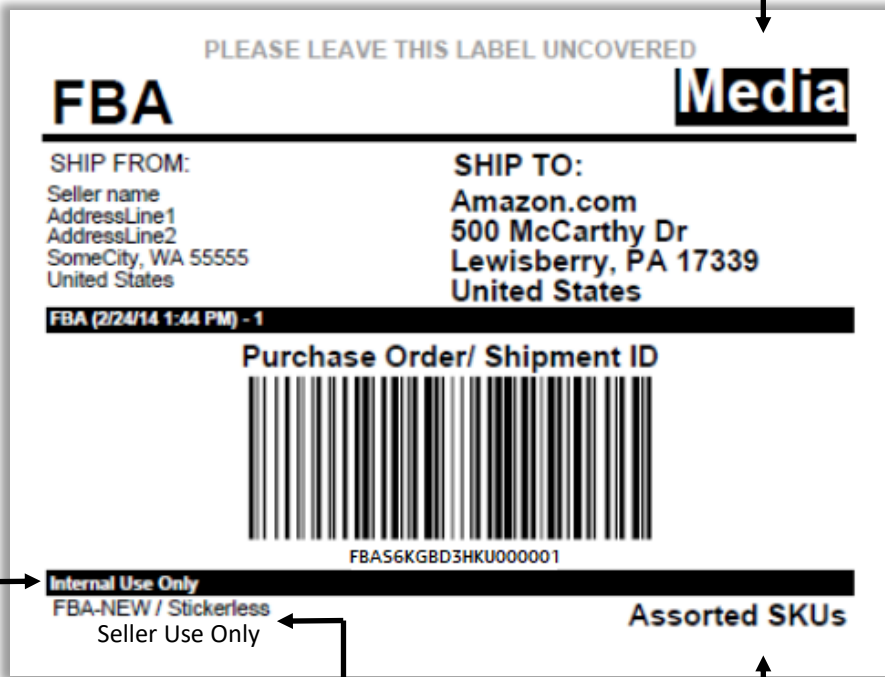 PLEASE LEAVE THIS LABEL UNCOVERED
FBA
Media
SHIP FROM:
Seller name
AddressLine1
AddressLine2
SomeCity, WA 55555
United States
SHIP TO:
Amazon.com
500 McCarthy Dr
Lewisberry, PA 17339
United States
FBA (2/24/14 1:44 PM) - 1
Purchase Order/ Shipment ID
FBAS6KGBD3HKU000001
Internal Use Only
FBA-NEW / Stickerless
Seller Use Only
Assorted SKUs